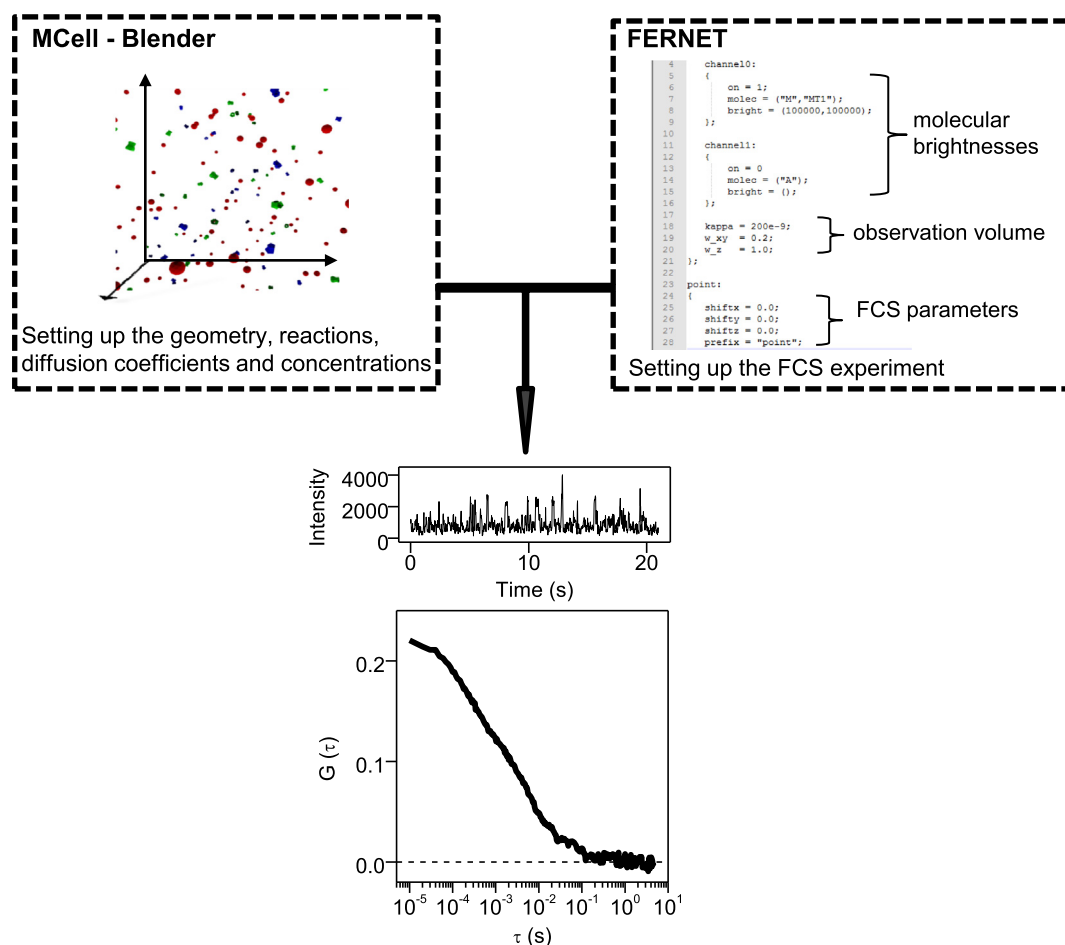 MCell - Blender
Setting up the geometry, reactions,
diffusion coefficients and concentrations
FERNET
4 channel0:
5 {
6 on = 1;
7 molec = ("M","MT1");
8 bright = (100000,100000);
9 };
10
11 channel1:
12 {
13 on = 0
14 molec = ("A");
15 bright = ();
16 };
17
18 kappa = 200e-9;
19 w_xy = 0.2;
20 w_z = 1.0;
21 };
22
23 point:
24 {
25 shiftx = 0.0;
26 shifty = 0.0;
27 shiftz = 0.0;
28 prefix = "point";
molecular
brightnesses
observation volume
FCS parameters
Setting up the FCS experiment
Intensity
4000
2000
0
0 10 20
Time (s)
G (τ)
0.2
0.1
0.0
10⁻⁵ 10⁻⁴ 10⁻³ 10⁻² 10⁻¹ 10⁰ 10¹
τ (s)